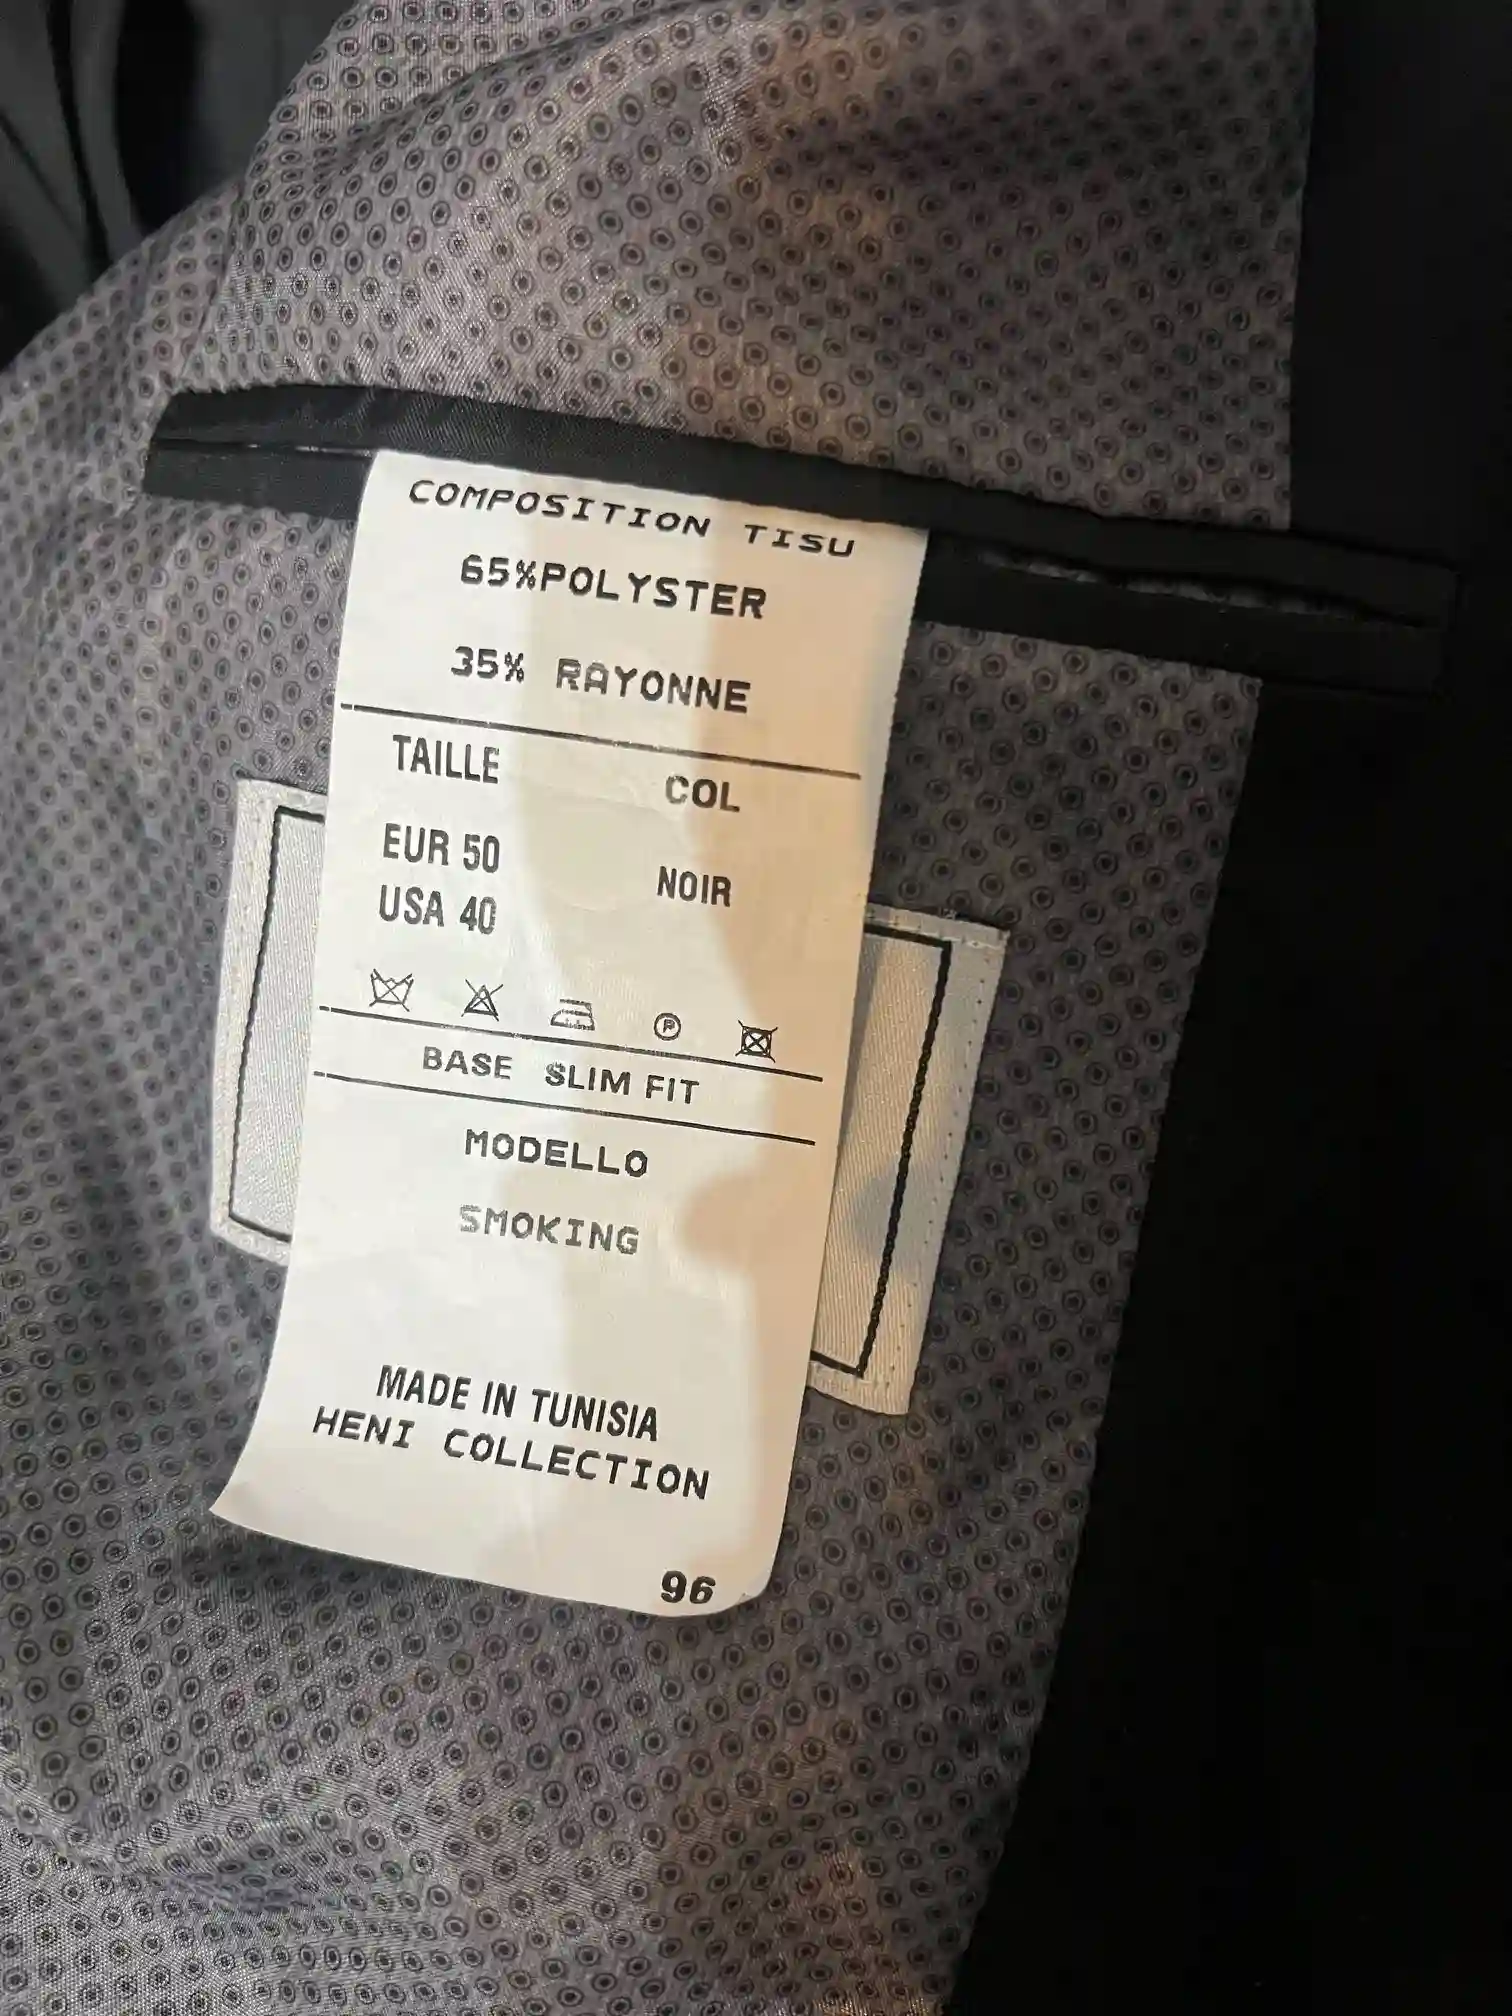 COMPOSITION TISU
65%POLYSTER
35% RAYONNE
TAILLE COL
EUR 50 NOIR
USA 40
P
BASE SLIM FIT
MODELLO
SMOKING
MADE IN TUNISIA
HENI COLLECTION
96